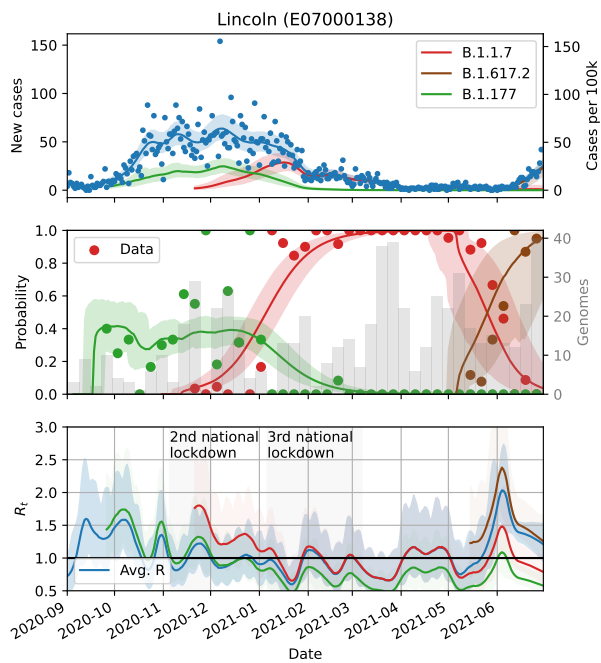 Lincoln (E07000138)
150
100
50
0
New cases
B.1.1.7
B.1.617.2
B.1.177
150
100
50
0
Cases per 100k
1.0
0.8
0.6
0.4
0.2
0.0
Probability
Data
40
30
20
10
0
Genomes
3.0
2.5
2.0
1.5
1.0
0.5
R_t
2nd national
lockdown
3rd national
lockdown
Avg. R
2020-09
2020-10
2020-11
2020-12
2021-01
2021-02
2021-03
2021-04
2021-05
2021-06
Date